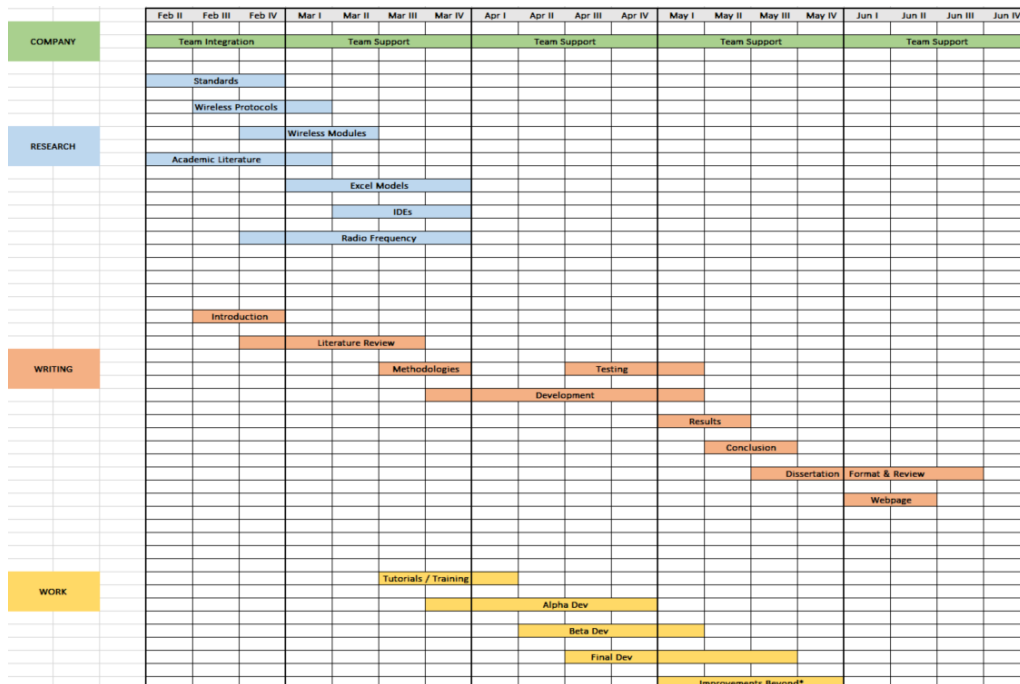 Feb II Feb III Feb IV Mar I Mar II Mar III Mar IV Apr I Apr II Apr III Apr IV May I May II May III May IV Jun I Jun II Jun III Jun IV
COMPANY Team Integration Team Support Team Support Team Support Team Support
Standards
Wireless Protocols
Wireless Modules
RESEARCH
Academic Literature
Excel Models
IDEs
Radio Frequency
Introduction
Literature Review
WRITING Methodologies Testing
Development
Results
Conclusion
Dissertation Format & Review
Webpage
Tutorials / Training
WORK
Alpha Dev
Beta Dev
Final Dev
Improvements Beyond*